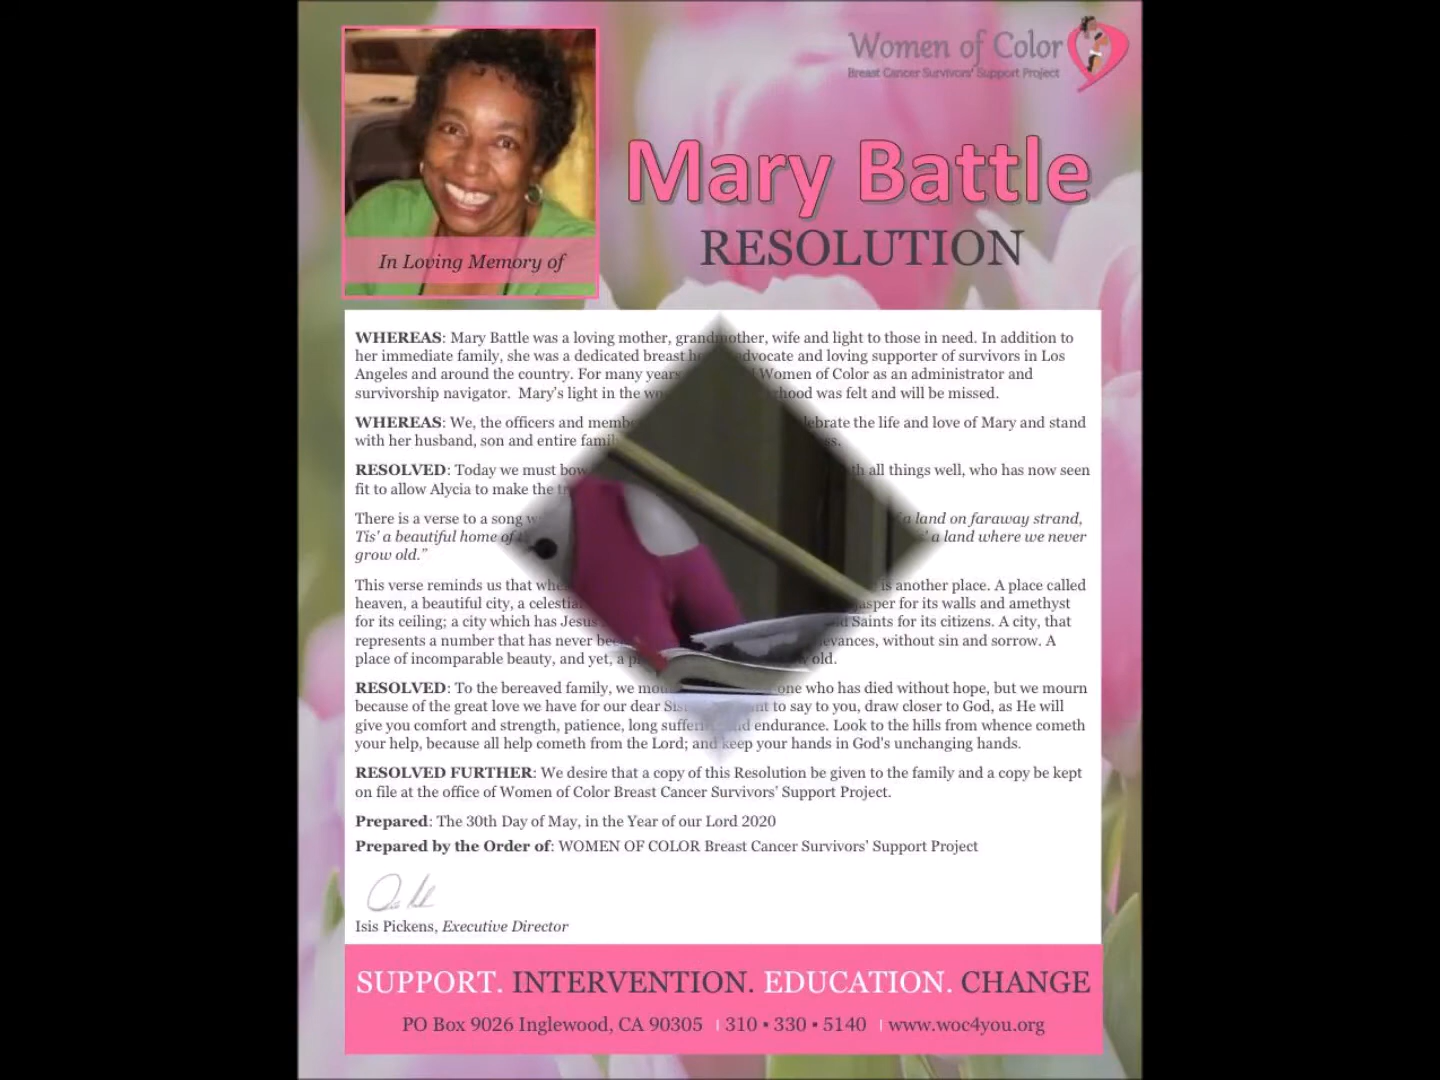 Women of Color
Breast Cancer Survivors' Support Project
Mary Battle
RESOLUTION
In Loving Memory of
WHEREAS: Mary Battle was a loving mother, grandmother, wife and light to those in need. In addition to
her immediate family, she was a dedicated breast advocate and loving supporter of survivors in Los
Angeles and around the country. For many years Women of Color as an administrator and
survivorship navigator. Mary's light in the was felt and will be missed.
WHEREAS: We, the officers and the life and love of Mary and stand
with her husband, son and entire
RESOLVED: Today we must all things well, who has now seen
fit to allow Alycia to make the
There is a verse to a song a land on faraway strand,
Tis' a beautiful home of a land where we never
grow old."
This verse reminds us that is another place. A place called
heaven, a beautiful city, a jasper for its walls and amethyst
for its ceiling; a city which has Jesus Saints for its citizens. A city, that
represents a number that has never without sin and sorrow. A
place of incomparable beauty, and yet, a old.
RESOLVED: To the bereaved family, we one who has died without hope, but we mourn
because of the great love we have for our dear to say to you, draw closer to God, as He will
give you comfort and strength, patience, long endurance. Look to the hills from whence cometh
your help, because all help cometh from the Lord; and keep your hands in God's unchanging hands.
RESOLVED FURTHER: We desire that a copy of this Resolution be given to the family and a copy be kept
on file at the office of Women of Color Breast Cancer Survivors' Support Project.
Prepared: The 30th Day of May, in the Year of our Lord 2020
Prepared by the Order of: WOMEN OF COLOR Breast Cancer Survivors' Support Project
Isis Pickens, Executive Director
SUPPORT. INTERVENTION. EDUCATION. CHANGE
PO Box 9026 Inglewood, CA 90305 | 310 • 330 • 5140 | www.woc4you.org